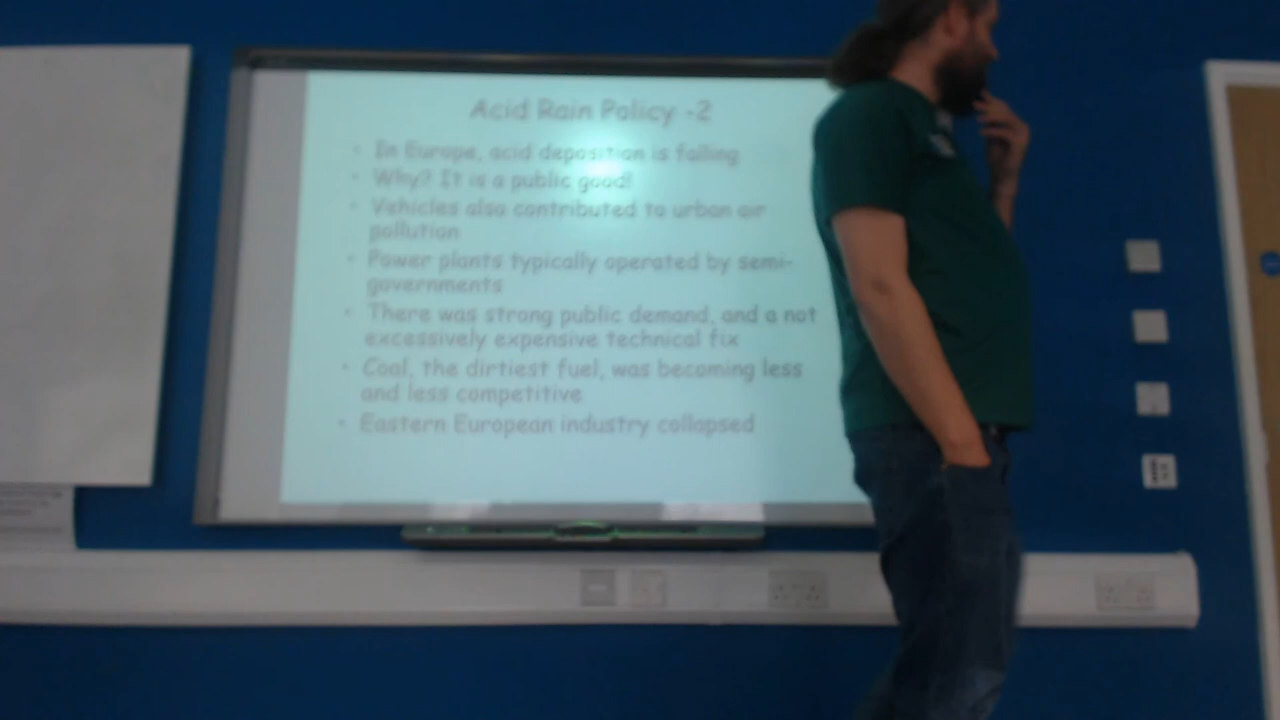 Acid Rain Policy -2
• In Europe, acid deposition is falling
• Why? It is a public good!
• Vehicles also contributed to urban air
pollution
• Power plants typically operated by semi-
governments
• There was strong public demand, and a not
excessively expensive technical fix
• Coal, the dirtiest fuel, was becoming less
and less competitive
• Eastern European industry collapsed